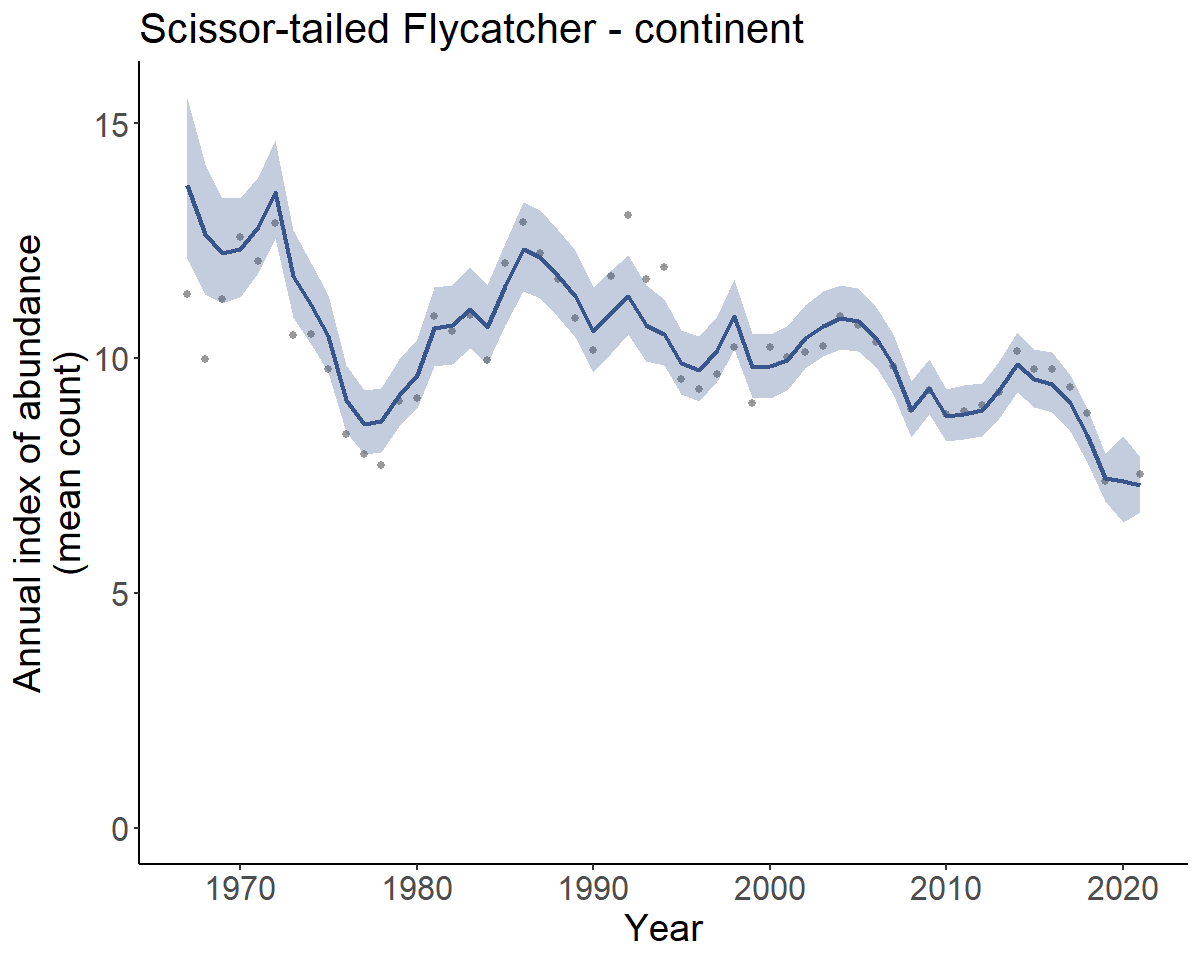 Scissor-tailed Flycatcher - continent
Annual index of abundance
(mean count)
15
10
5
0
1970 1980 1990 2000 2010 2020
Year